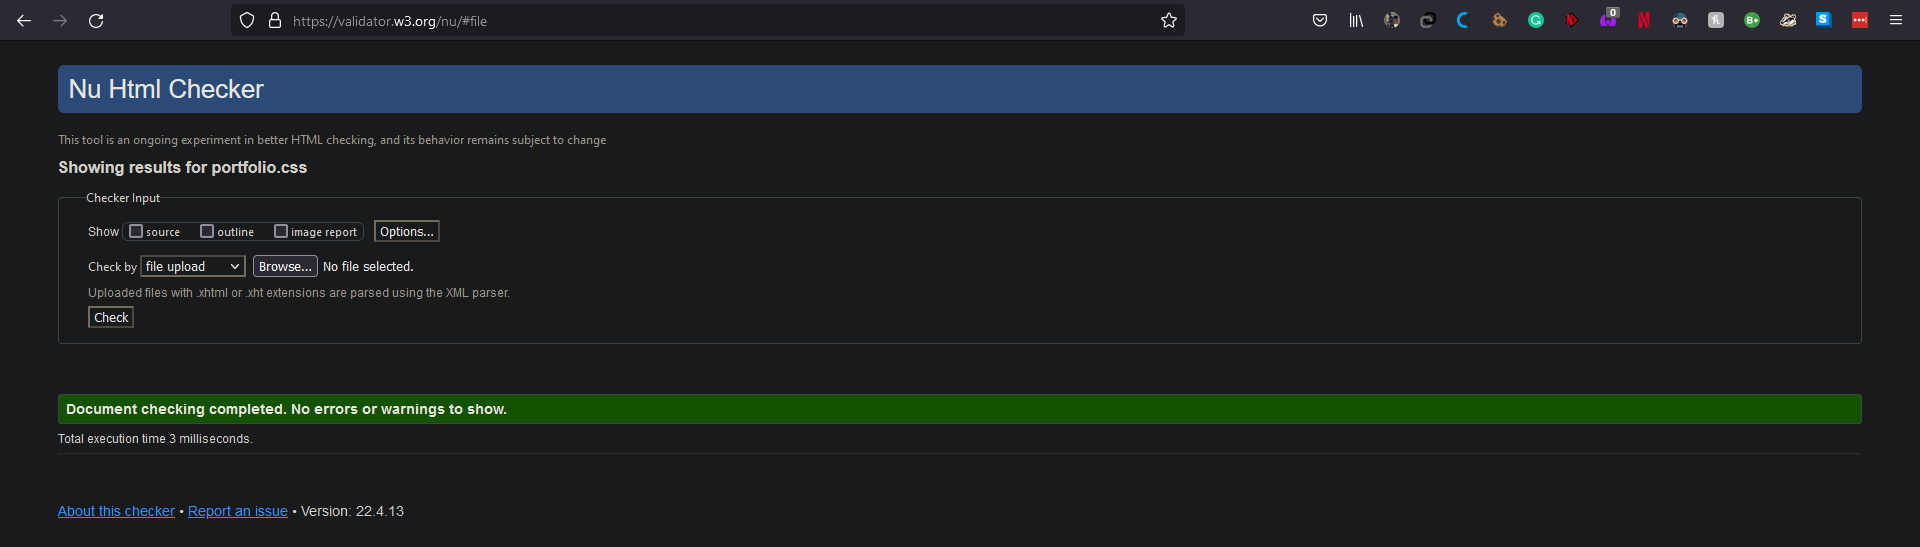 https://validator.w3.org/nu/#file
0
Nu Html Checker
This tool is an ongoing experiment in better HTML checking, and its behavior remains subject to change
Showing results for portfolio.css
Checker Input
Show source outline image report Options...
Check by file upload Browse... No file selected.
Uploaded files with .xhtml or .xht extensions are parsed using the XML parser.
Check
Document checking completed. No errors or warnings to show.
Total execution time 3 milliseconds.
About this checker • Report an issue • Version: 22.4.13